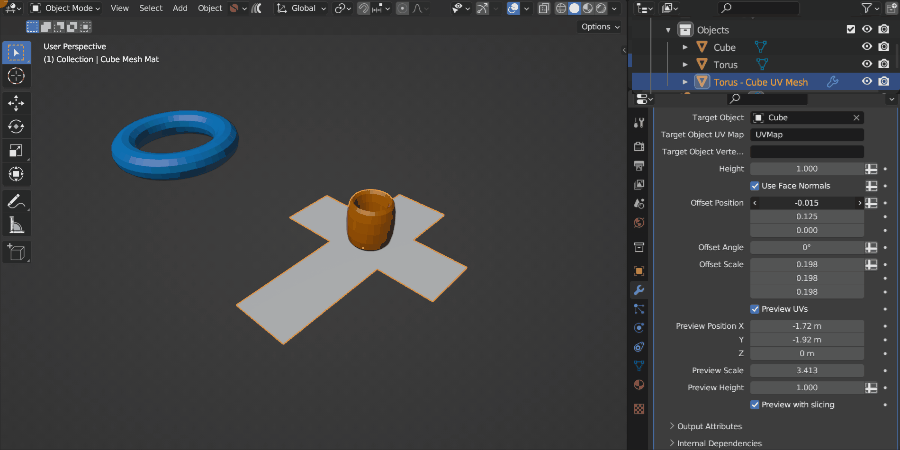 Object Mode View Select Add Object Global
Options
User Perspective
(1) Collection | Cube Mesh Mat
Objects
Cube
Torus
Torus - Cube UV Mesh
Target Object Cube
Target Object UV Map UVMap
Target Object Verte...
Height 1.000
Use Face Normals
Offset Position -0.015
0.125
0.000
Offset Angle 0°
Offset Scale 0.198
0.198
0.198
Preview UVs
Preview Position X -1.72 m
Y -1.92 m
Z 0 m
Preview Scale 3.413
Preview Height 1.000
Preview with slicing
Output Attributes
Internal Dependencies